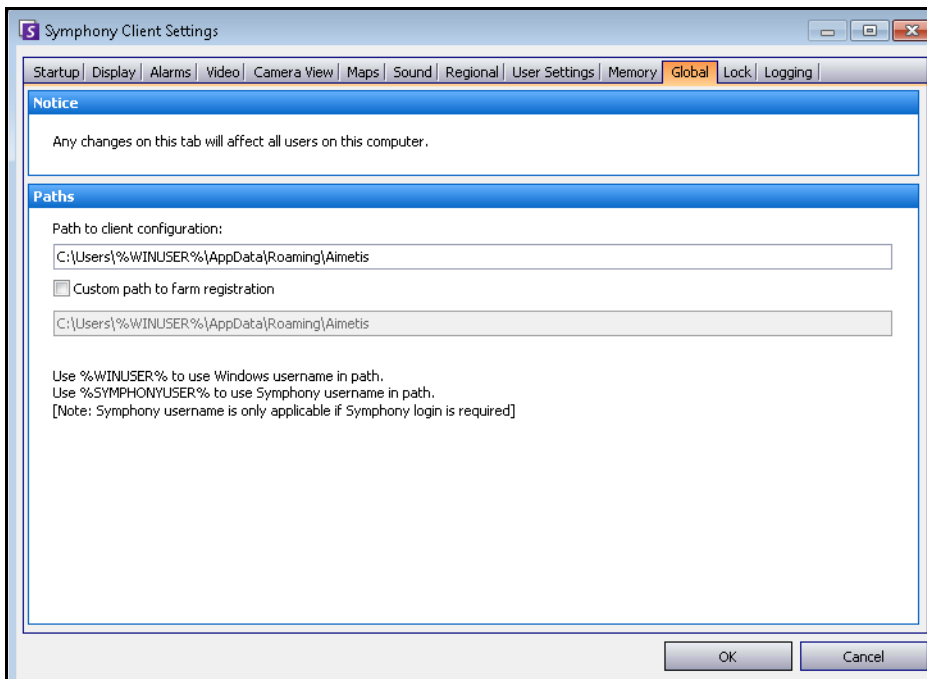 Symphony Client Settings
Startup Display Alarms Video Camera View Maps Sound Regional User Settings Memory Global Lock Logging
Notice
Any changes on this tab will affect all users on this computer.
Paths
Path to client configuration:
C:\Users\%WINUSER%\AppData\Roaming\Aimetis
Custom path to farm registration
C:\Users\%WINUSER%\AppData\Roaming\Aimetis
Use %WINUSER% to use Windows username in path.
Use %SYMPHONYUSER% to use Symphony username in path.
[Note: Symphony username is only applicable if Symphony login is required]
OK Cancel